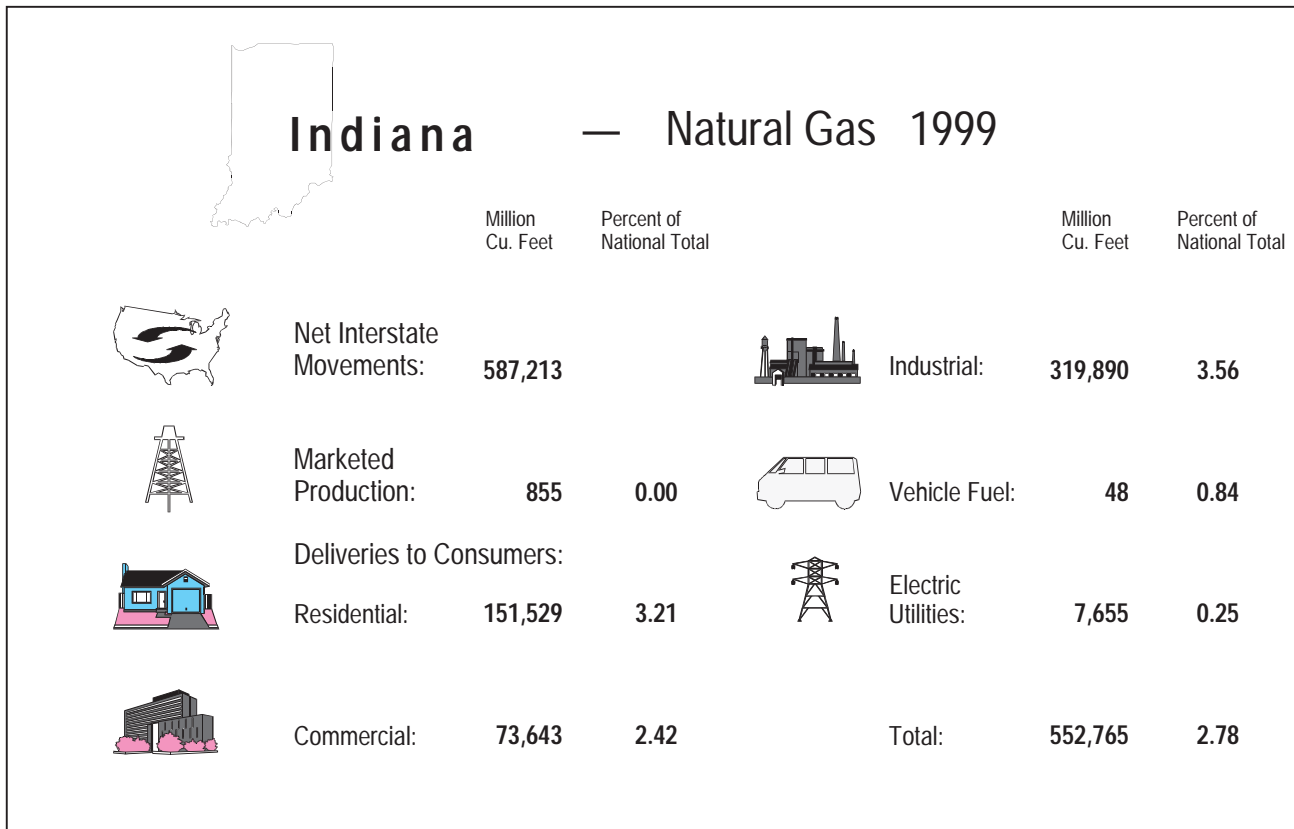 Indiana — Natural Gas 1999
Million Cu. Feet
Percent of National Total
Million Cu. Feet
Percent of National Total
Net Interstate
Movements: 587,213
Marketed
Production: 855 0.00
Deliveries to Consumers:
Residential: 151,529 3.21
Commercial: 73,643 2.42
Industrial: 319,890 3.56
Vehicle Fuel: 48 0.84
Electric
Utilities: 7,655 0.25
Total: 552,765 2.78